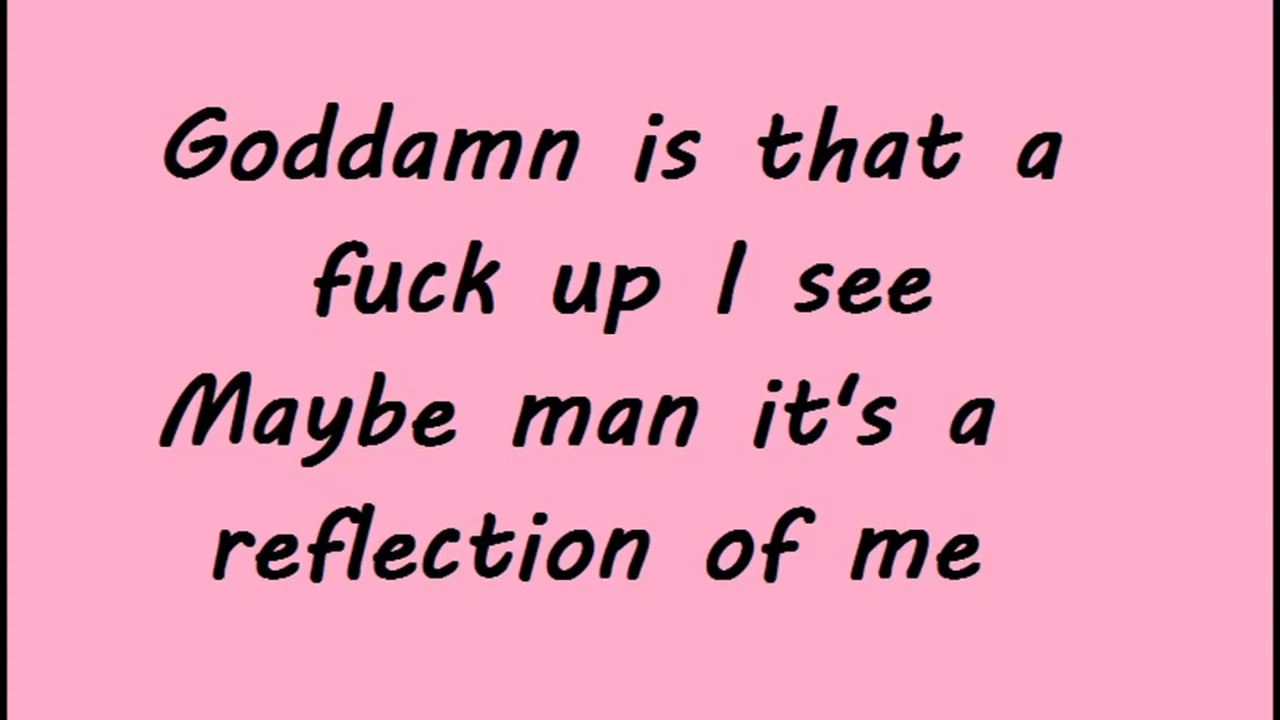 Goddamn is that a
fuck up I see
Maybe man it's a
reflection of me